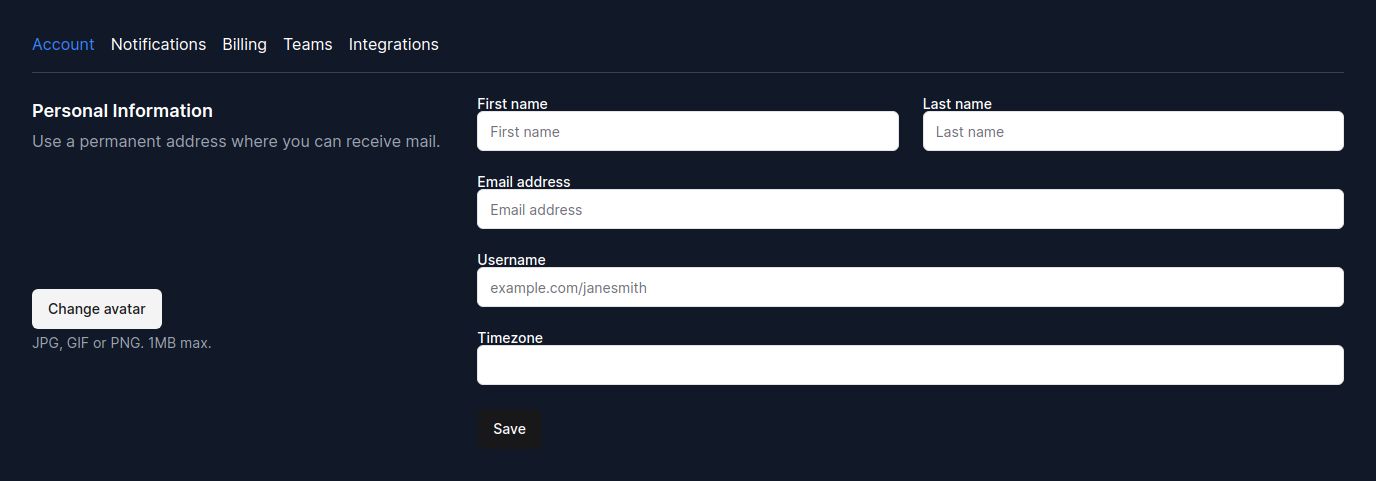 Account Notifications Billing Teams Integrations
Personal Information
Use a permanent address where you can receive mail.
Change avatar
JPG, GIF or PNG. 1MB max.
First name
First name
Last name
Last name
Email address
Email address
Username
example.com/janesmith
Timezone
Save